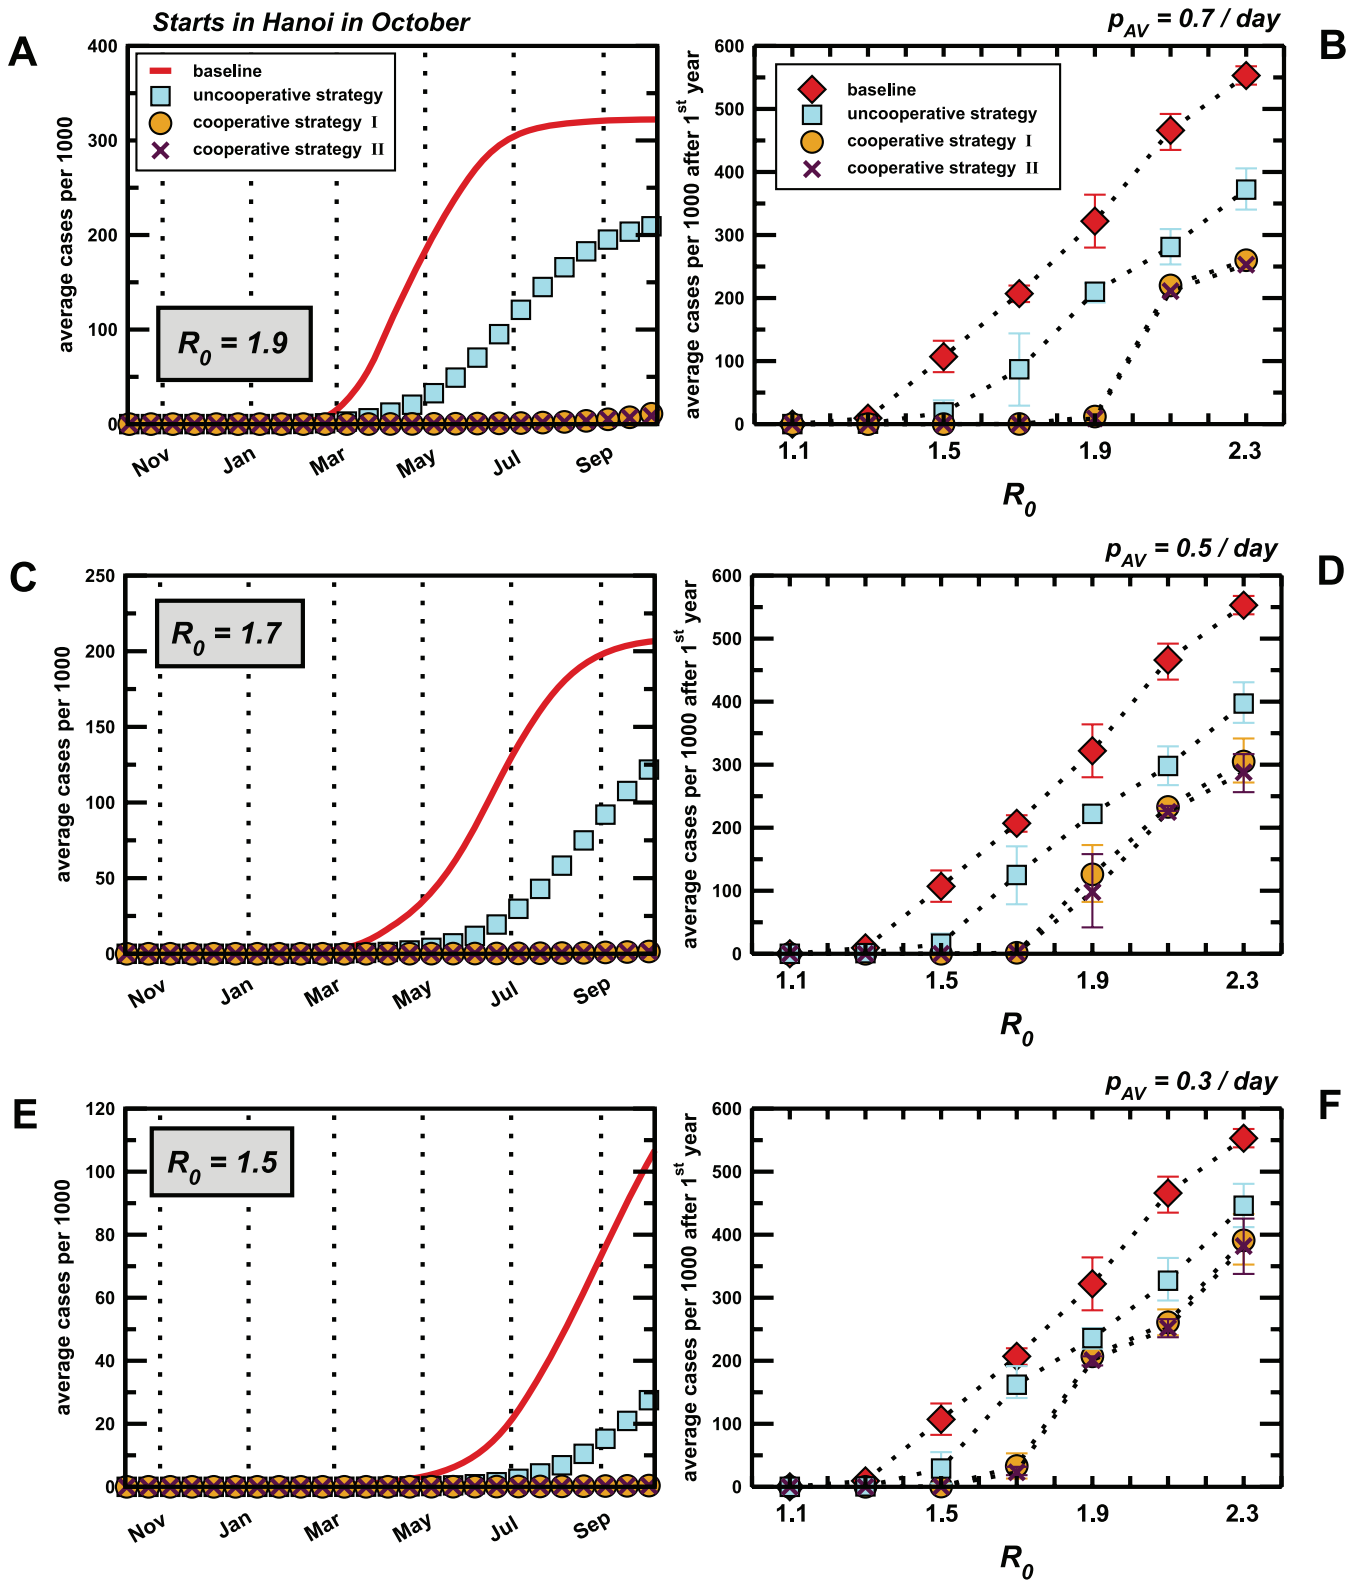 Starts in Hanoi in October
A
400
300
200
100
0
average cases per 1000
baseline
uncooperative strategy
cooperative strategy I
cooperative strategy II
R0 = 1.9
Nov Jan Mar May Jul Sep
pAV = 0.7 / day
B
600
500
400
300
200
100
0
average cases per 1000 after 1st year
baseline
uncooperative strategy
cooperative strategy I
cooperative strategy II
1.1 1.5 1.9 2.3
R0
C
250
200
150
100
50
0
average cases per 1000
R0 = 1.7
Nov Jan Mar May Jul Sep
pAV = 0.5 / day
D
600
500
400
300
200
100
0
average cases per 1000 after 1st year
1.1 1.5 1.9 2.3
R0
E
120
100
80
60
40
20
0
average cases per 1000
R0 = 1.5
Nov Jan Mar May Jul Sep
pAV = 0.3 / day
F
600
500
400
300
200
100
0
average cases per 1000 after 1st year
1.1 1.5 1.9 2.3
R0